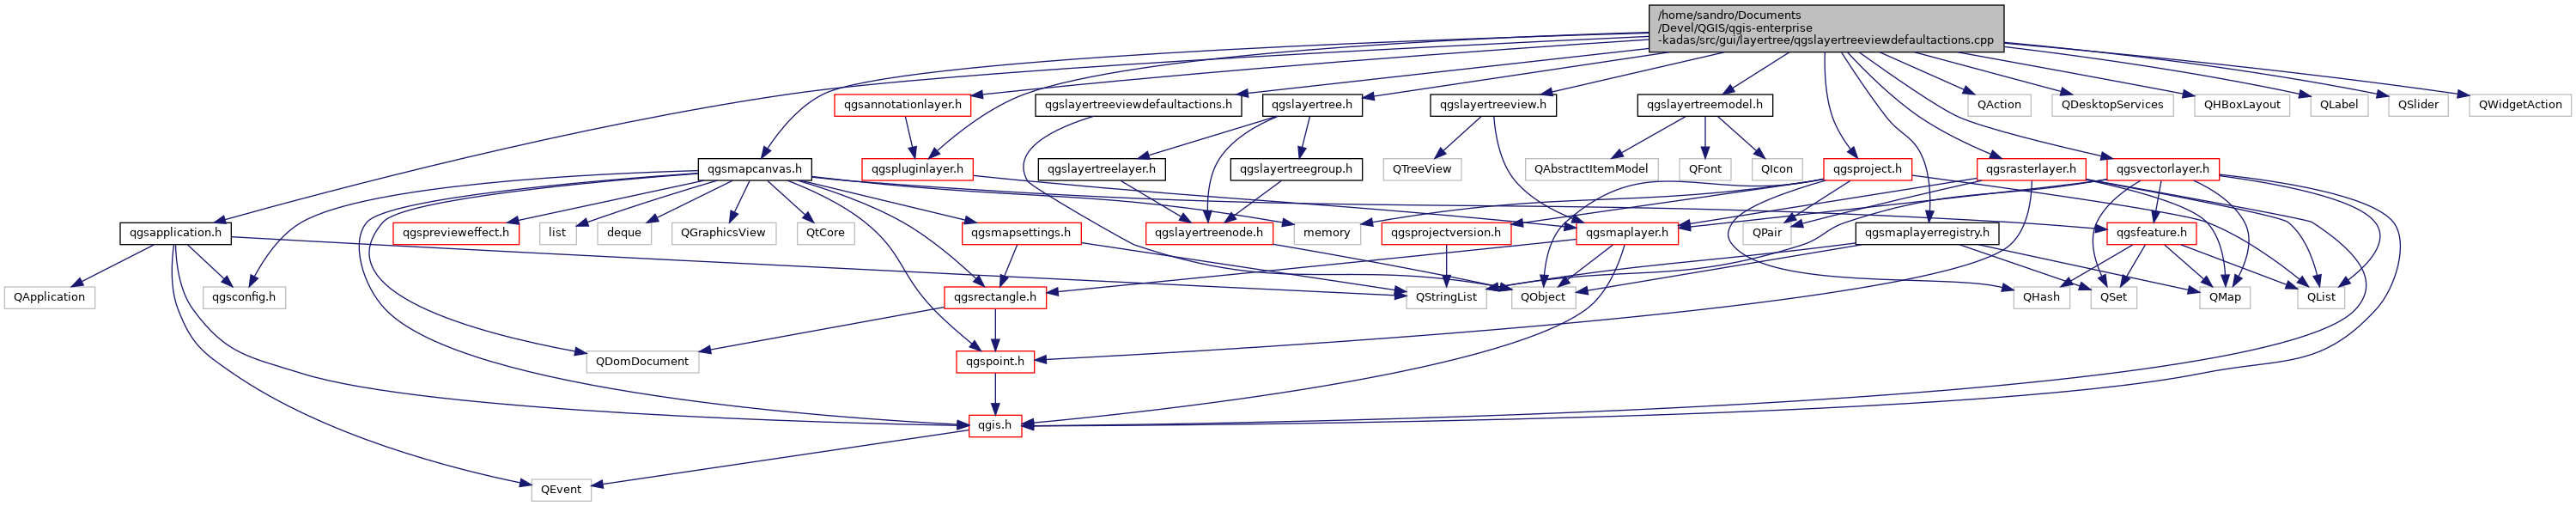 /home/sandro/Documents
/Devel/QGIS/qgis-enterprise
-kadas/src/gui/layertree/qgslayertreeviewdefaultactions.cpp
qgsannotationlayer.h
qgslayertreeviewdefaultactions.h
qgslayertree.h
qgslayertreeview.h
qgslayertreemodel.h
QAction
QDesktopServices
QHBoxLayout
QLabel
QSlider
QWidgetAction
qgsmapcanvas.h
qgspluginlayer.h
qgslayertreelayer.h
qgslayertreegroup.h
QTreeView
QAbstractItemModel
QFont
QIcon
qgsproject.h
qgsrasterlayer.h
qgsvectorlayer.h
qgsapplication.h
qgsprevieweffect.h
list
deque
QGraphicsView
QtCore
qgsmapsettings.h
qgslayertreenode.h
memory
qgsprojectversion.h
qgsmaplayer.h
QPair
qgsmaplayerregistry.h
qgsfeature.h
QApplication
qgsconfig.h
qgsrectangle.h
QStringList
QObject
QHash
QSet
QMap
QList
QDomDocument
qgspoint.h
qgis.h
QEvent